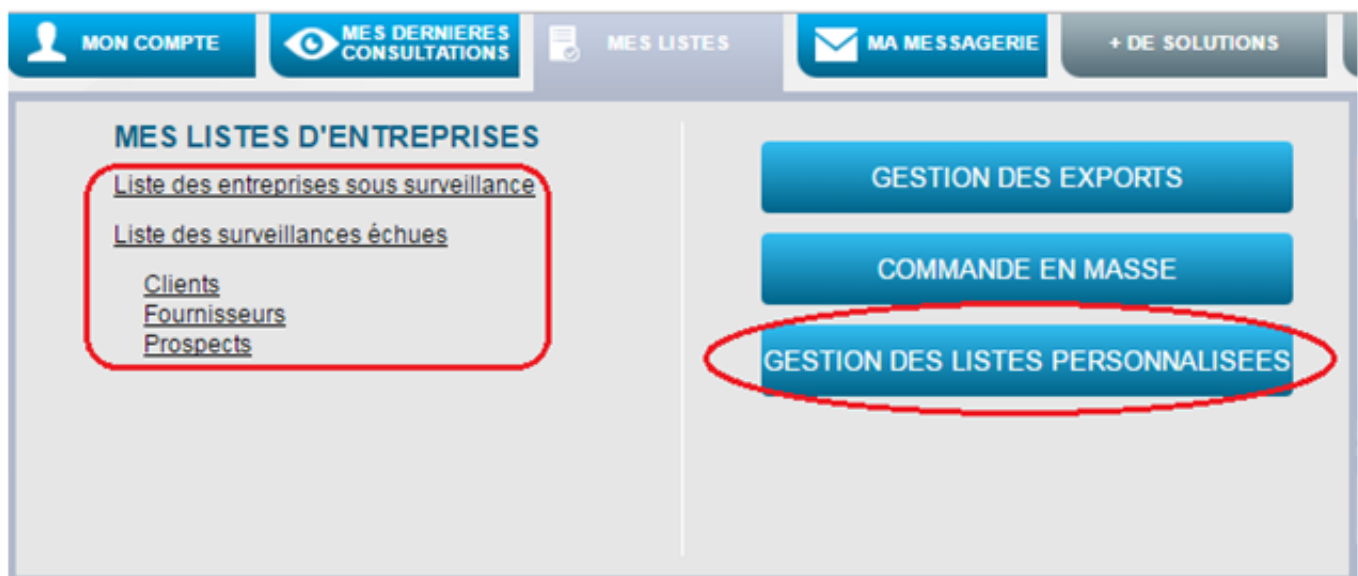 MON COMPTE
MES DERNIERES
CONSULTATIONS
MES LISTES
MA MESSAGERIE
+ DE SOLUTIONS
MES LISTES D'ENTREPRISES
Liste des entreprises sous surveillance
Liste des surveillances échues
Clients
Fournisseurs
Prospects
GESTION DES EXPORTS
COMMANDE EN MASSE
GESTION DES LISTES PERSONNALISEES